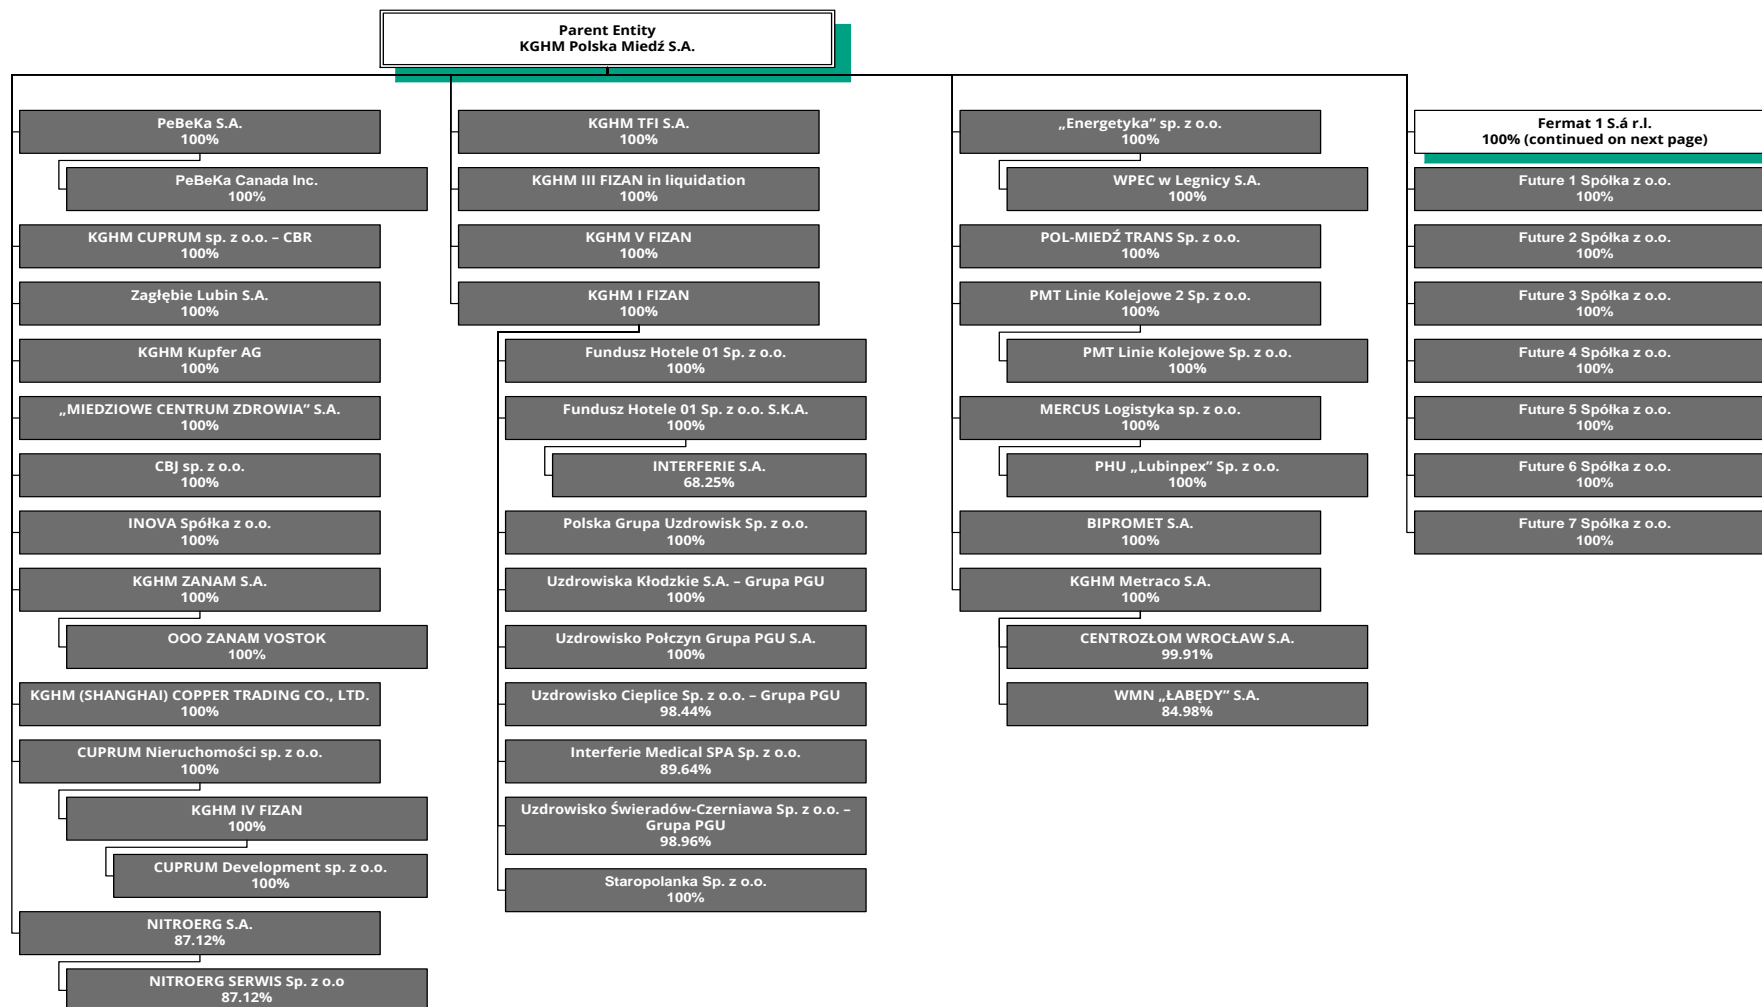 Parent Entity
KGHM Polska Miedź S.A.
PeBeKa S.A.
100%
PeBeKa Canada Inc.
100%
KGHM CUPRUM sp. z o.o. – CBR
100%
Zagłębie Lubin S.A.
100%
KGHM Kupfer AG
100%
„MIEDZIOWE CENTRUM ZDROWIA” S.A.
100%
CBJ sp. z o.o.
100%
INOVA Spółka z o.o.
100%
KGHM ZANAM S.A.
100%
OOO ZANAM VOSTOK
100%
KGHM (SHANGHAI) COPPER TRADING CO., LTD.
100%
CUPRUM Nieruchomości sp. z o.o.
100%
KGHM IV FIZAN
100%
CUPRUM Development sp. z o.o.
100%
NITROERG S.A.
87.12%
NITROERG SERWIS Sp. z o.o
87.12%
KGHM TFI S.A.
100%
KGHM III FIZAN in liquidation
100%
KGHM V FIZAN
100%
KGHM I FIZAN
100%
Fundusz Hotele 01 Sp. z o.o.
100%
Fundusz Hotele 01 Sp. z o.o. S.K.A.
100%
INTERFERIE S.A.
68.25%
Polska Grupa Uzdrowisk Sp. z o.o.
100%
Uzdrowiska Kłodzkie S.A. – Grupa PGU
100%
Uzdrowisko Połczyn Grupa PGU S.A.
100%
Uzdrowisko Cieplice Sp. z o.o. – Grupa PGU
98.44%
Interferie Medical SPA Sp. z o.o.
89.64%
Uzdrowisko Świeradów-Czerniawa Sp. z o.o. –
Grupa PGU
98.96%
Staropolanka Sp. z o.o.
100%
„Energetyka” sp. z o.o.
100%
WPEC w Legnicy S.A.
100%
POL-MIEDŹ TRANS Sp. z o.o.
100%
PMT Linie Kolejowe 2 Sp. z o.o.
100%
PMT Linie Kolejowe Sp. z o.o.
100%
MERCUS Logistyka sp. z o.o.
100%
PHU „Lubinpex” Sp. z o.o.
100%
BIPROMET S.A.
100%
KGHM Metraco S.A.
100%
CENTROZŁOM WROCŁAW S.A.
99.91%
WMN „ŁABĘDY” S.A.
84.98%
Fermat 1 S.á r.l.
100% (continued on next page)
Future 1 Spółka z o.o.
100%
Future 2 Spółka z o.o.
100%
Future 3 Spółka z o.o.
100%
Future 4 Spółka z o.o.
100%
Future 5 Spółka z o.o.
100%
Future 6 Spółka z o.o.
100%
Future 7 Spółka z o.o.
100%